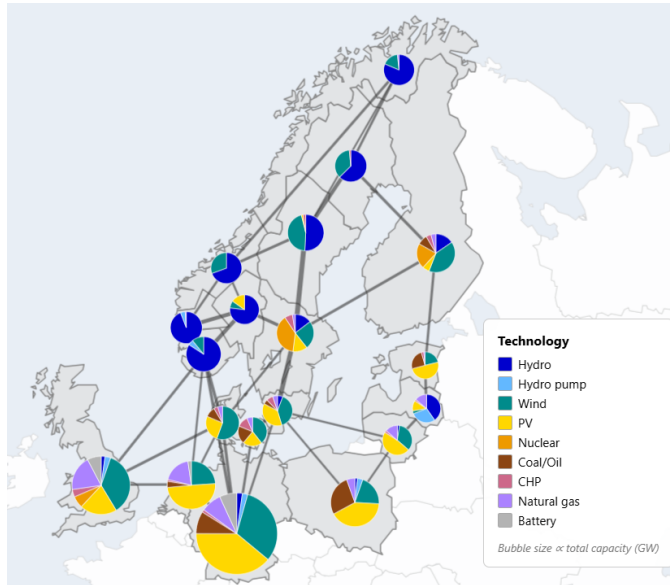 Technology
Hydro
Hydro pump
Wind
PV
Nuclear
Coal/Oil
CHP
Natural gas
Battery
Bubble size ∝ total capacity (GW)